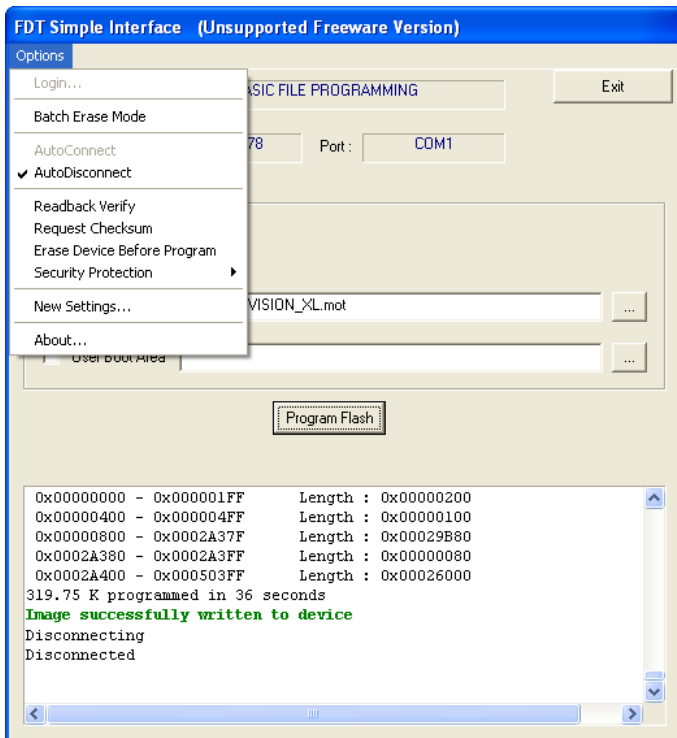 FDT Simple Interface   (Unsupported Freeware Version)
Options
Login...
Batch Erase Mode
AutoConnect
AutoDisconnect
Readback Verify
Request Checksum
Erase Device Before Program
Security Protection
New Settings...
About...
ASIC FILE PROGRAMMING
Exit
78
Port :
COM1
VISION_XL.mot
...
User Boot Area
...
Program Flash
0x00000000 - 0x000001FF      Length : 0x00000200
0x00000400 - 0x000004FF      Length : 0x00000100
0x00000800 - 0x0002A37F      Length : 0x00029B80
0x0002A380 - 0x0002A3FF      Length : 0x00000080
0x0002A400 - 0x000503FF      Length : 0x00026000
319.75 K programmed in 36 seconds
Image successfully written to device
Disconnecting
Disconnected